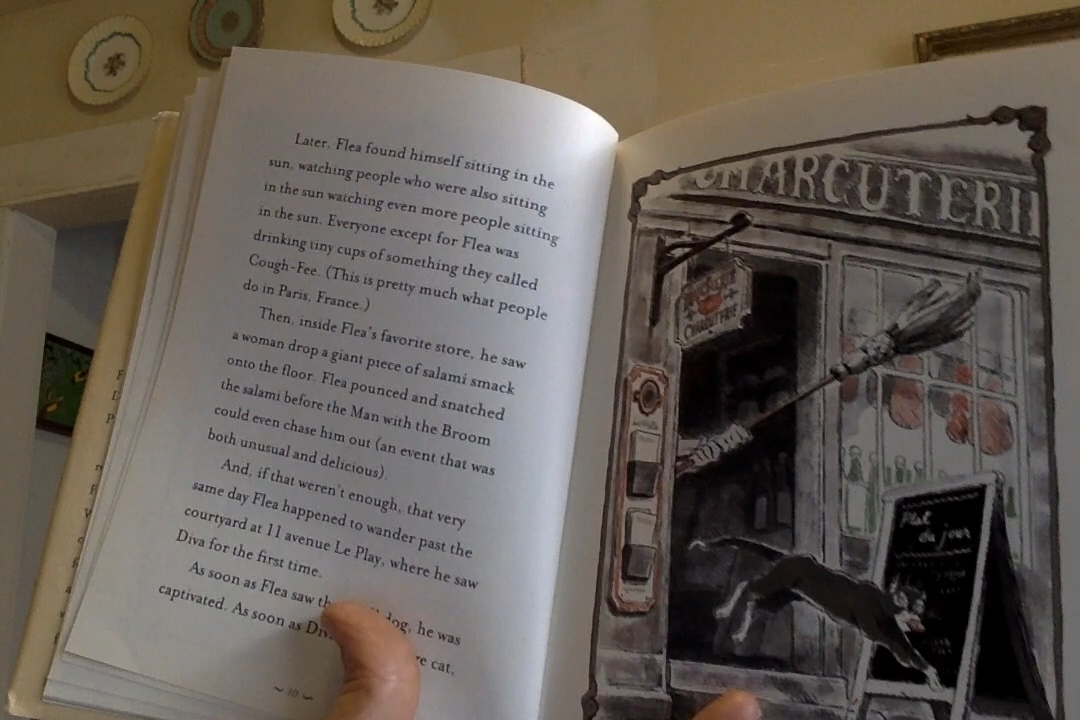 Later, Flea found himself sitting in the
sun, watching people who were also sitting
in the sun watching even more people sitting
in the sun. Everyone except for Flea was
drinking tiny cups of something they called
Cough-Fee. (This is pretty much what people
do in Paris, France.)
Then, inside Flea's favorite store, he saw
a woman drop a giant piece of salami smack
onto the floor. Flea pounced and snatched
the salami before the Man with the Broom
could even chase him out (an event that was
both unusual and delicious).
And, if that weren't enough, that very
same day Flea happened to wander past the
courtyard at 11 avenue Le Play, where he saw
Diva for the first time.
As soon as Flea saw dog, he was
captivated. As soon as cat,
~10~
CHARCUTERI
CHARCUTERIE
Plat
du jour